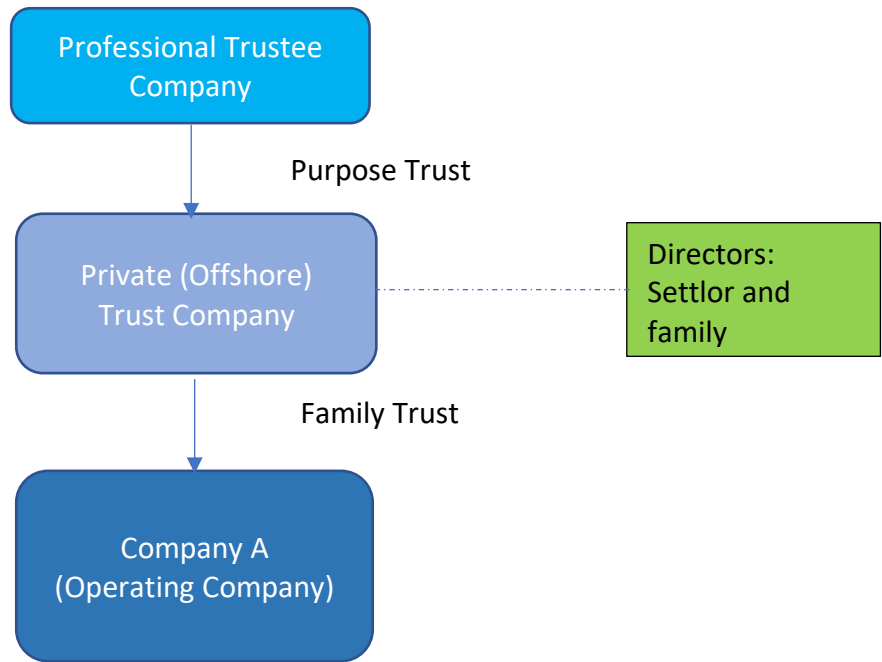 Professional Trustee
Company
Purpose Trust
Private (Offshore)
Trust Company
Directors:
Settlor and
family
Family Trust
Company A
(Operating Company)